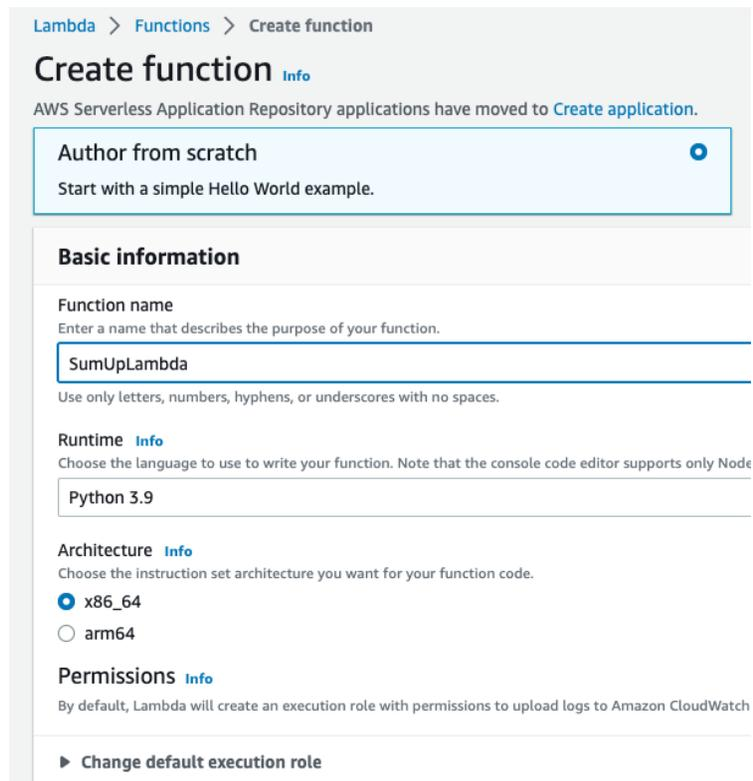 Lambda > Functions > Create function
Create function Info
AWS Serverless Application Repository applications have moved to Create application.
Author from scratch
Start with a simple Hello World example.
Basic information
Function name
Enter a name that describes the purpose of your function.
SumUpLambda
Use only letters, numbers, hyphens, or underscores with no spaces.
Runtime Info
Choose the language to use to write your function. Note that the console code editor supports only Node
Python 3.9
Architecture Info
Choose the instruction set architecture you want for your function code.
x86_64
arm64
Permissions Info
By default, Lambda will create an execution role with permissions to upload logs to Amazon CloudWatch
Change default execution role